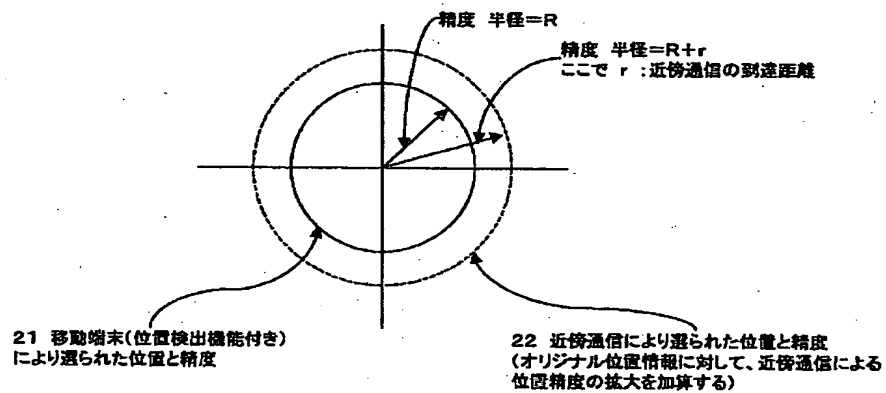 精度 半径=R
精度 半径=R+r
ここで r:近傍通信の到達距離
21 移動端末(位置検出機能付き)
により選られた位置と精度
22 近傍通信により選られた位置と精度
(オリジナル位置情報に対して、近傍通信による
位置精度の拡大を加算する)